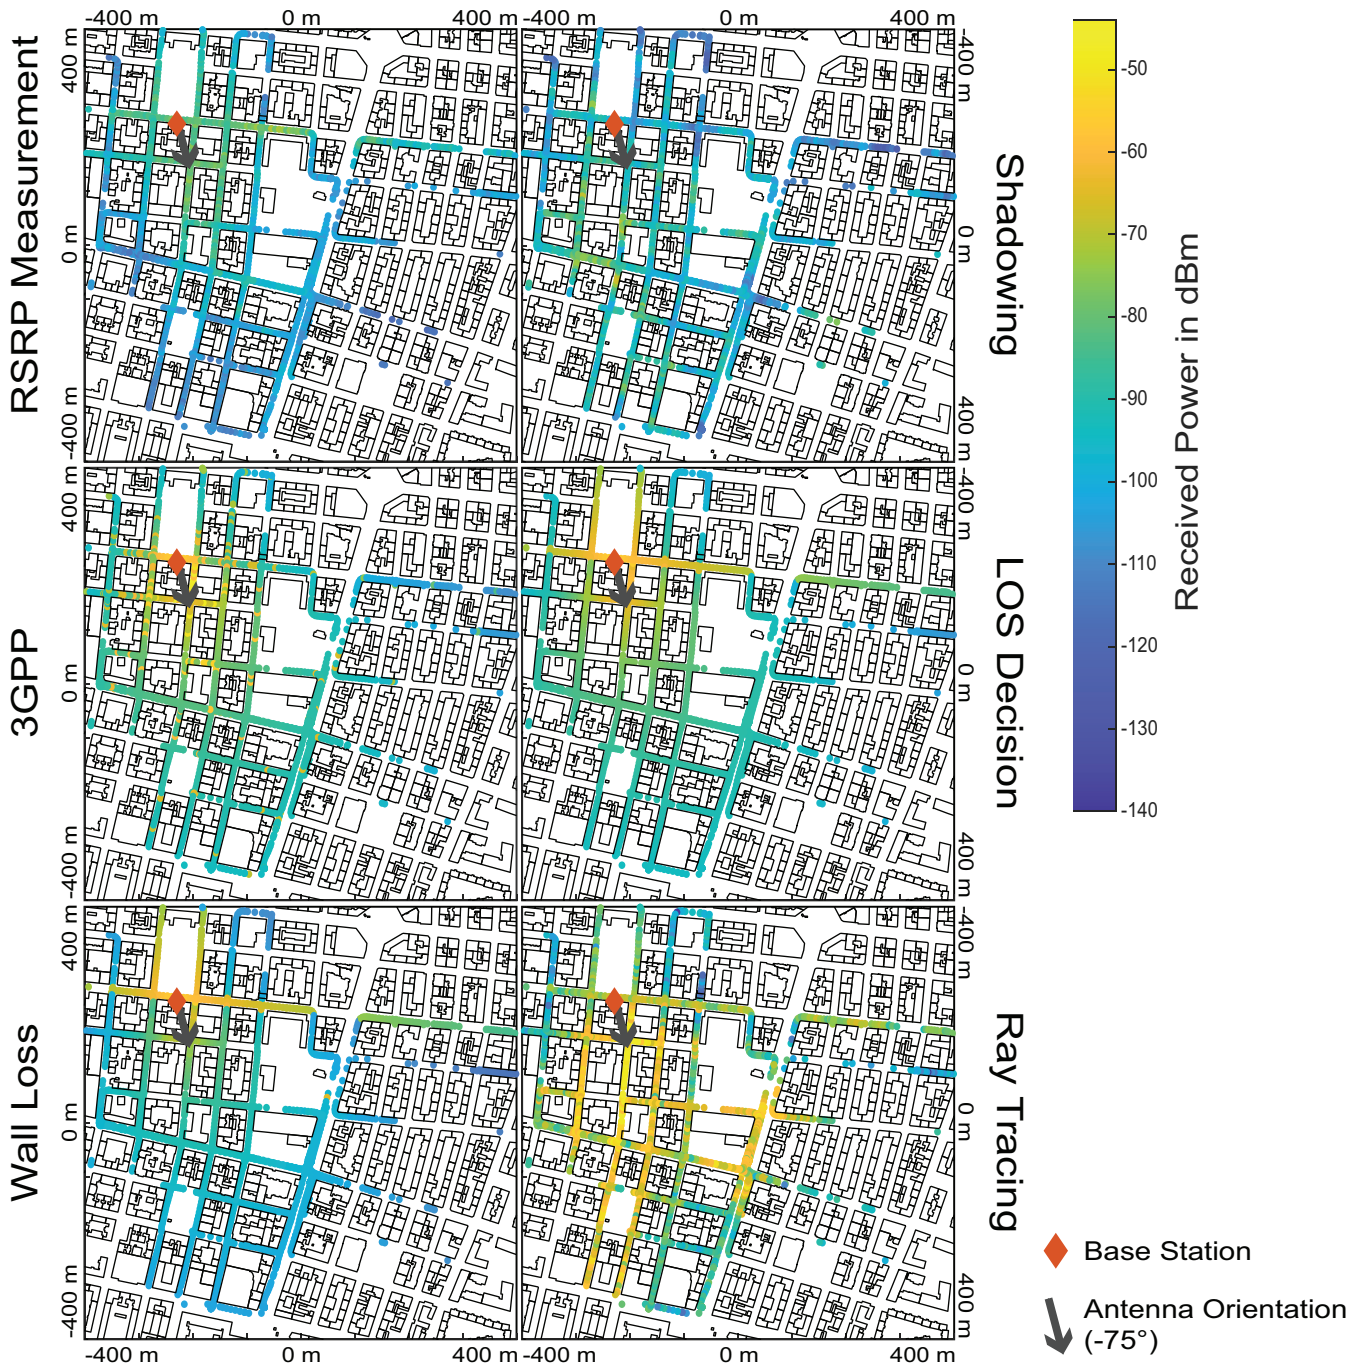 -400 m 0 m 400 m -400 m 0 m 400 m
RSRP Measurement
400 m
0 m
-400 m
-400 m
0 m
400 m
Shadowing
3GPP
400 m
0 m
-400 m
-400 m
0 m
400 m
LOS Decision
Wall Loss
400 m
0 m
-400 m
-400 m
0 m
400 m
Ray Tracing
-400 m 0 m 400 m -400 m 0 m 400 m
-50
-60
-70
-80
-90
-100
-110
-120
-130
-140
Received Power in dBm
Base Station
Antenna Orientation
(-75°)